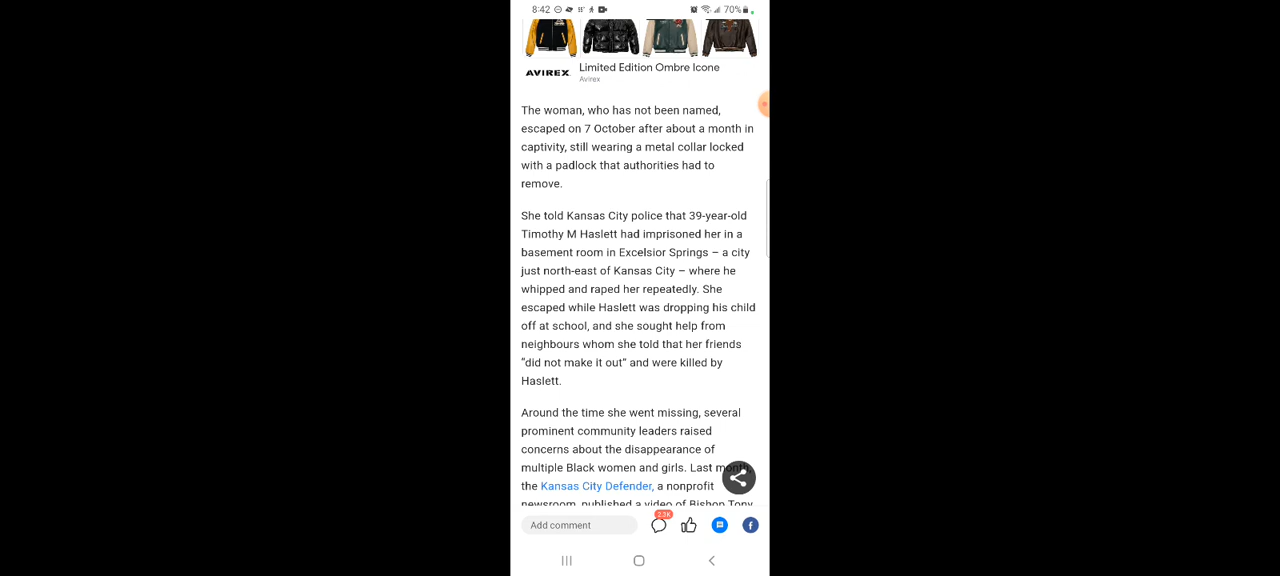 8:42
70%
AVIREX
Limited Edition Ombre Icone
Avirex
The woman, who has not been named,
escaped on 7 October after about a month in
captivity, still wearing a metal collar locked
with a padlock that authorities had to
remove.
She told Kansas City police that 39-year-old
Timothy M Haslett had imprisoned her in a
basement room in Excelsior Springs – a city
just north-east of Kansas City – where he
whipped and raped her repeatedly. She
escaped while Haslett was dropping his child
off at school, and she sought help from
neighbours whom she told that her friends
“did not make it out” and were killed by
Haslett.
Around the time she went missing, several
prominent community leaders raised
concerns about the disappearance of
multiple Black women and girls. Last month,
the Kansas City Defender, a nonprofit
newsroom, published a video of Bishop Tony
Add comment
2.3K